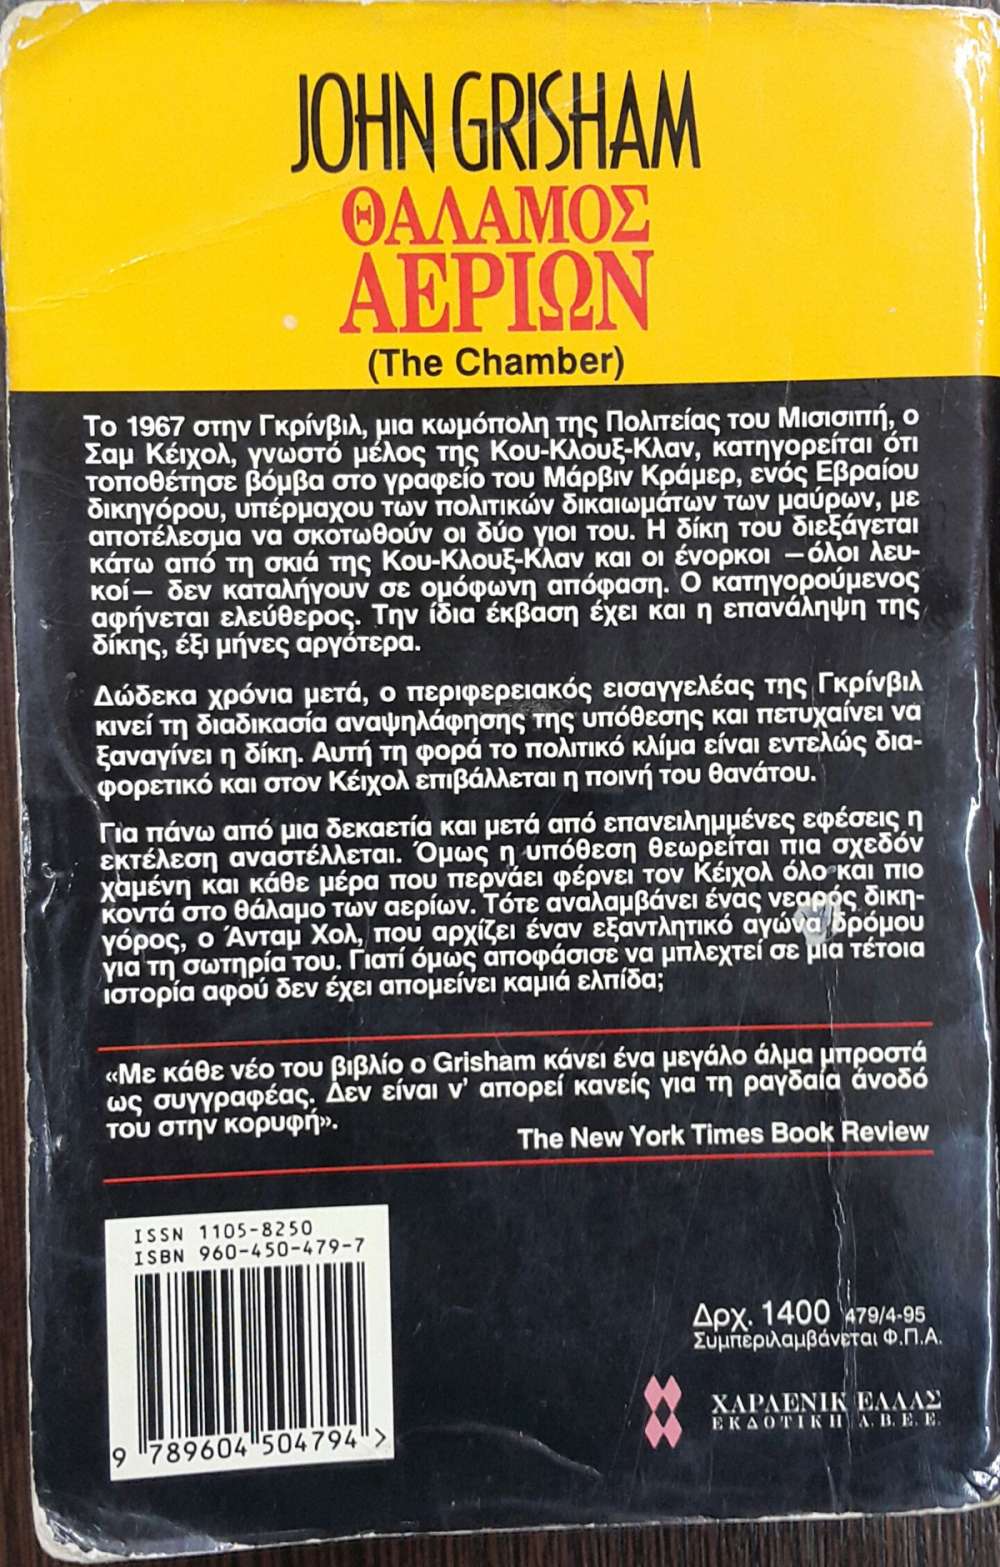 JOHN GRISHAM
ΘΑΛΑΜΟΣ
ΑΕΡΙΩΝ
(The Chamber)
Το 1967 στην Γκρίνβιλ, μια κωμόπολη της Πολιτείας του Μισισιπή, ο
Σαμ Κέιχολ, γνωστό μέλος της Κου-Κλουξ-Κλαν, κατηγορείται ότι
τοποθέτησε βόμβα στο γραφείο του Μάρβιν Κράμερ, ενός Εβραίου
δικηγόρου, υπέρμαχου των πολιτικών δικαιωμάτων των μαύρων, με
αποτέλεσμα να σκοτωθούν οι δύο γιοι του. Η δίκη του διεξάγεται
κάτω από τη σκιά της Κου-Κλουξ-Κλαν και οι ένορκοι —όλοι λευ-
κοί— δεν καταλήγουν σε ομόφωνη απόφαση. Ο κατηγορούμενος
αφήνεται ελεύθερος. Την ίδια έκβαση έχει και η επανάληψη της
δίκης, έξι μήνες αργότερα.
Δώδεκα χρόνια μετά, ο περιφερειακός εισαγγελέας της Γκρίνβιλ
κινεί τη διαδικασία αναψηλάφησης της υπόθεσης και πετυχαίνει να
ξαναγίνει η δίκη. Αυτή τη φορά το πολιτικό κλίμα είναι εντελώς δια-
φορετικό και στον Κέιχολ επιβάλλεται η ποινή του θανάτου.
Για πάνω από μια δεκαετία και μετά από επανειλημμένες εφέσεις η
εκτέλεση αναστέλλεται. Όμως η υπόθεση θεωρείται πια σχεδόν
χαμένη και κάθε μέρα που περνάει φέρνει τον Κέιχολ όλο και πιο
κοντά στο θάλαμο των αερίων. Τότε αναλαμβάνει ένας νεαρός δικη-
γόρος, ο Άνταμ Χολ, που αρχίζει έναν εξαντλητικό αγώνα δρόμου
για τη σωτηρία του. Γιατί όμως αποφάσισε να μπλεχτεί σε μια τέτοια
ιστορία αφού δεν έχει απομείνει καμιά ελπίδα;
«Με κάθε νέο του βιβλίο ο Grisham κάνει ένα μεγάλο άλμα μπροστά
ως συγγραφέας. Δεν είναι ν' απορεί κανείς για τη ραγδαία άνοδό
του στην κορυφή».
The New York Times Book Review
ISSN 1105-8250
ISBN 960-450-479-7
9 789604 504794 >
Δρχ. 1400 479/4-95
Συμπεριλαμβάνεται Φ.Π.Α.
ΧΑΡΛΕΝΙΚ ΕΛΛΑΣ
ΕΚΔΟΤΙΚΗ Α.Β.Ε.Ε.